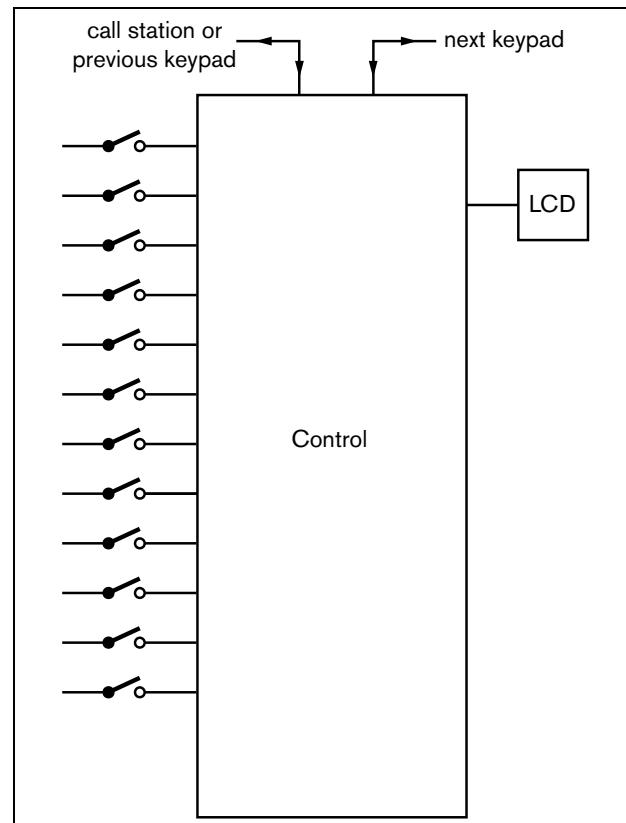 call station or
previous keypad
next keypad
LCD
Control